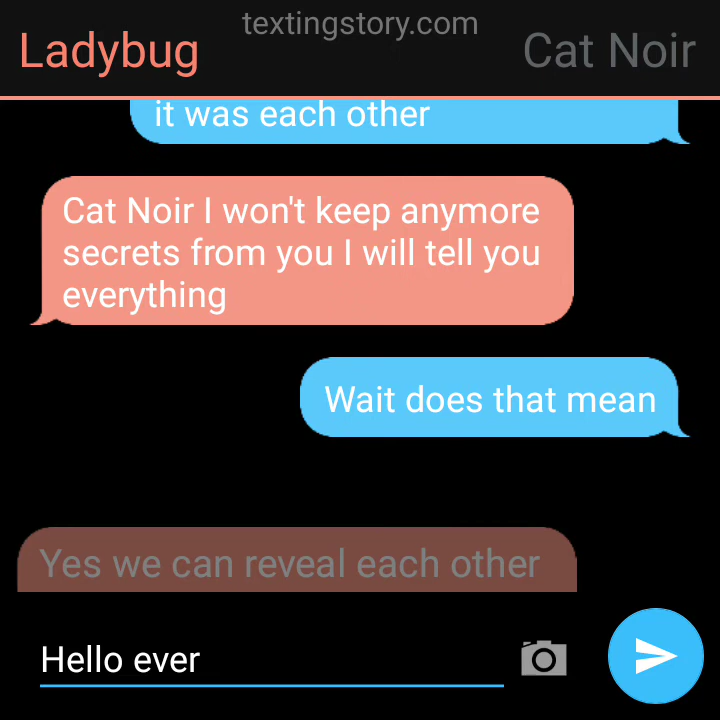 textingstory.com
Ladybug
Cat Noir
it was each other
Cat Noir I won't keep anymore
secrets from you I will tell you
everything
Wait does that mean
Yes we can reveal each other
Hello ever